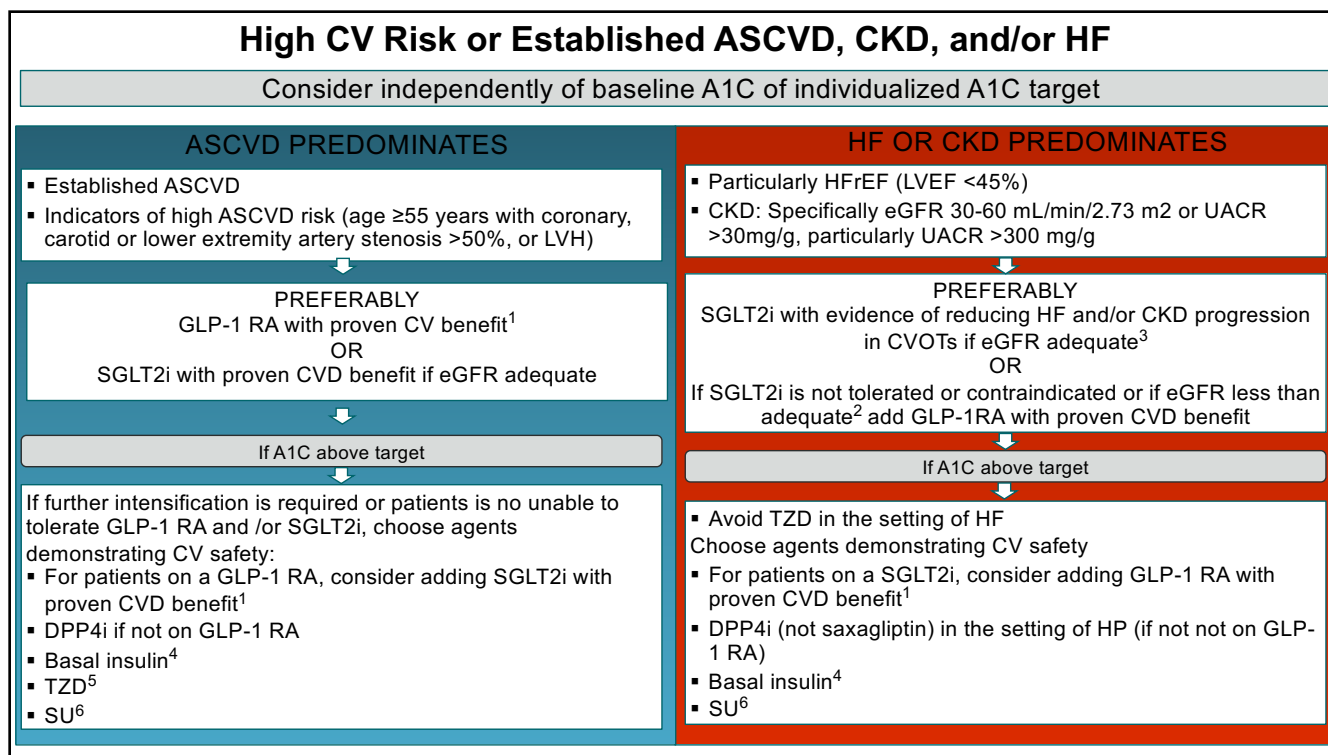 High CV Risk or Established ASCVD, CKD, and/or HF
Consider independently of baseline A1C of individualized A1C target
ASCVD PREDOMINATES
▪ Established ASCVD
▪ Indicators of high ASCVD risk (age ≥55 years with coronary,
carotid or lower extremity artery stenosis >50%, or LVH)
PREFERABLY
GLP-1 RA with proven CV benefit¹
OR
SGLT2i with proven CVD benefit if eGFR adequate
If A1C above target
If further intensification is required or patients is no unable to
tolerate GLP-1 RA and /or SGLT2i, choose agents
demonstrating CV safety:
▪ For patients on a GLP-1 RA, consider adding SGLT2i with
proven CVD benefit¹
▪ DPP4i if not on GLP-1 RA
▪ Basal insulin⁴
▪ TZD⁵
▪ SU⁶
HF OR CKD PREDOMINATES
▪ Particularly HFrEF (LVEF <45%)
▪ CKD: Specifically eGFR 30-60 mL/min/2.73 m2 or UACR
>30mg/g, particularly UACR >300 mg/g
PREFERABLY
SGLT2i with evidence of reducing HF and/or CKD progression
in CVOTs if eGFR adequate³
OR
If SGLT2i is not tolerated or contraindicated or if eGFR less than
adequate² add GLP-1RA with proven CVD benefit
If A1C above target
▪ Avoid TZD in the setting of HF
Choose agents demonstrating CV safety
▪ For patients on a SGLT2i, consider adding GLP-1 RA with
proven CVD benefit¹
▪ DPP4i (not saxagliptin) in the setting of HP (if not not on GLP-
1 RA)
▪ Basal insulin⁴
▪ SU⁶